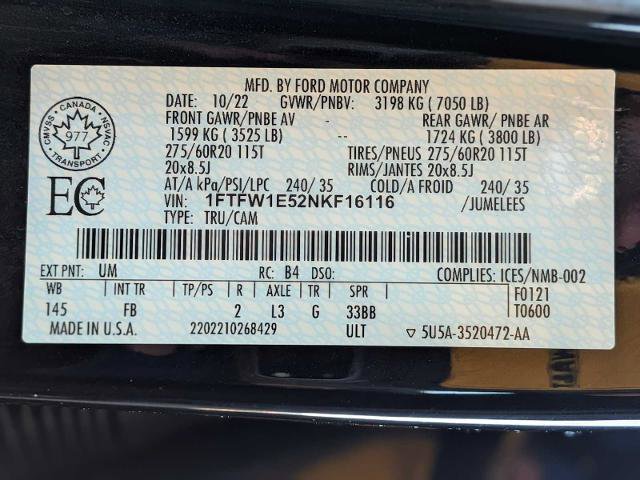 MFD. BY FORD MOTOR COMPANY
DATE: 10/22 GVWR/PNBV: 3198 KG ( 7050 LB)
FRONT GAWR/PNBE AV - REAR GAWR/ PNBE AR
1599 KG ( 3525 LB) -- 1724 KG ( 3800 LB)
275/60R20 115T TIRES/PNEUS 275/60R20 115T
20x8.5J RIMS/JANTES 20x8.5J
AT/A kPa/PSI/LPC 240/ 35 COLD/A FROID 240/ 35
VIN: 1FTFW1E52NKF16116 /JUMELEES
TYPE: TRU/CAM
CANADA
CMVSS NSVAC
977
TRANSPORT
EC
EXT PNT: UM RC: B4 DSO: COMPLIES: ICES/NMB-002
WB INT TR TP/PS R AXLE TR SPR F0121
145 FB 2 L3 G 33BB T0600
MADE IN U.S.A. 2202210268429 ULT ▽ 5U5A-3520472-AA